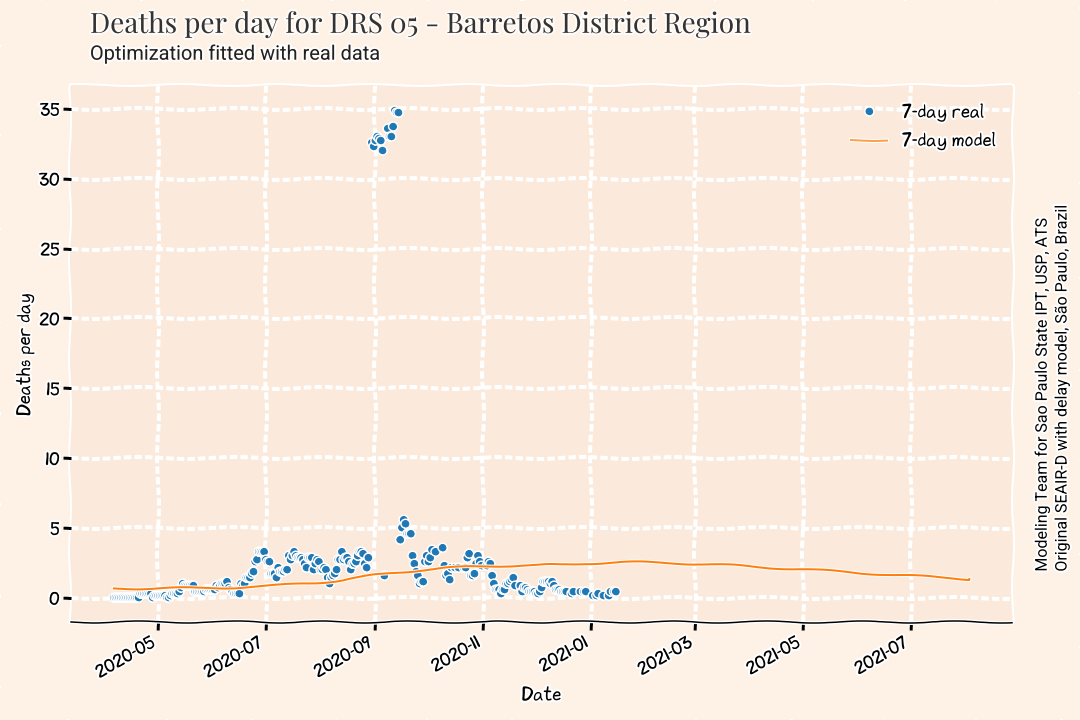 Deaths per day for DRS 05 - Barretos District Region
Optimization fitted with real data
35
30
25
20
15
10
5
0
Deaths per day
7-day real
7-day model
2020-05
2020-07
2020-09
2020-11
2021-01
2021-03
2021-05
2021-07
Date
Modeling Team for Sao Paulo State IPT, USP, ATS
Original SEAIR-D with delay model, São Paulo, Brazil